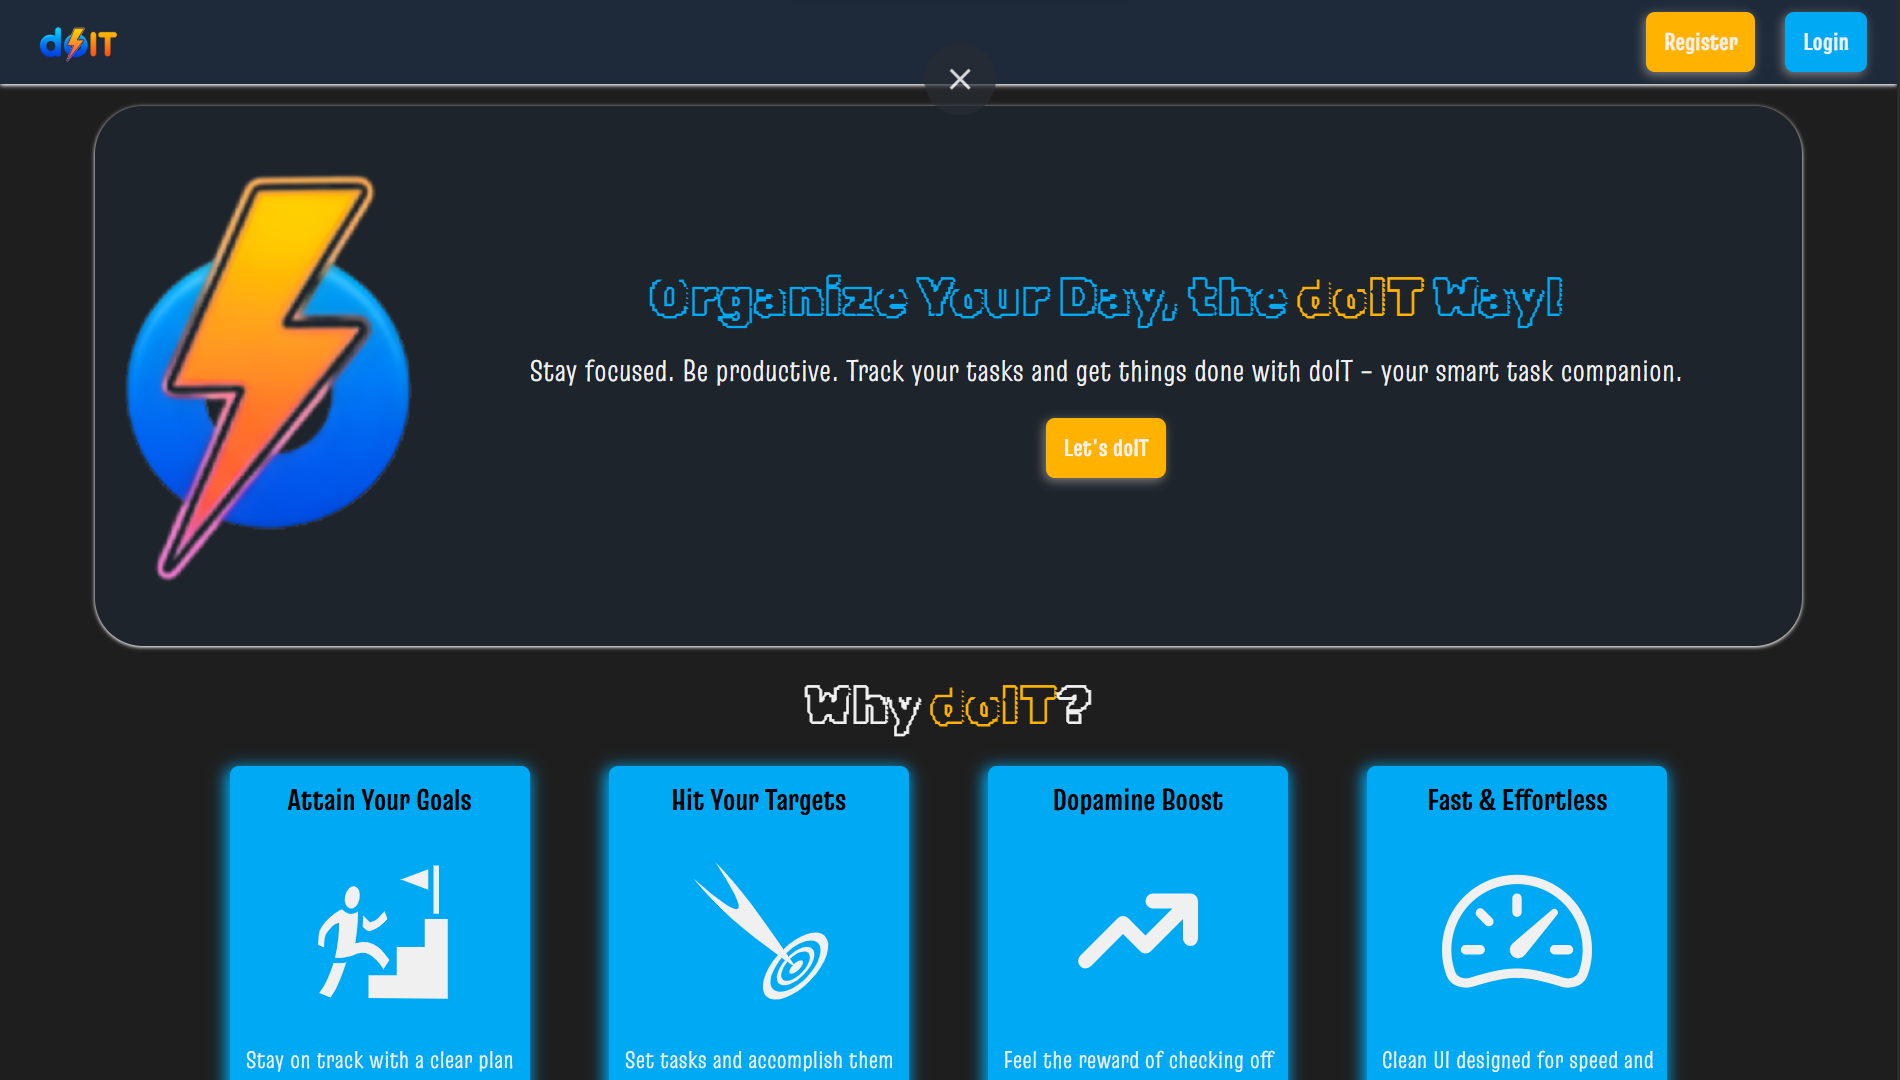 doIT
Register
Login
Organize Your Day, the doIT Way!
Stay focused. Be productive. Track your tasks and get things done with doIT – your smart task companion.
Let's doIT
Why doIT?
Attain Your Goals
Hit Your Targets
Dopamine Boost
Fast & Effortless
Stay on track with a clear plan
Set tasks and accomplish them
Feel the reward of checking off
Clean UI designed for speed and